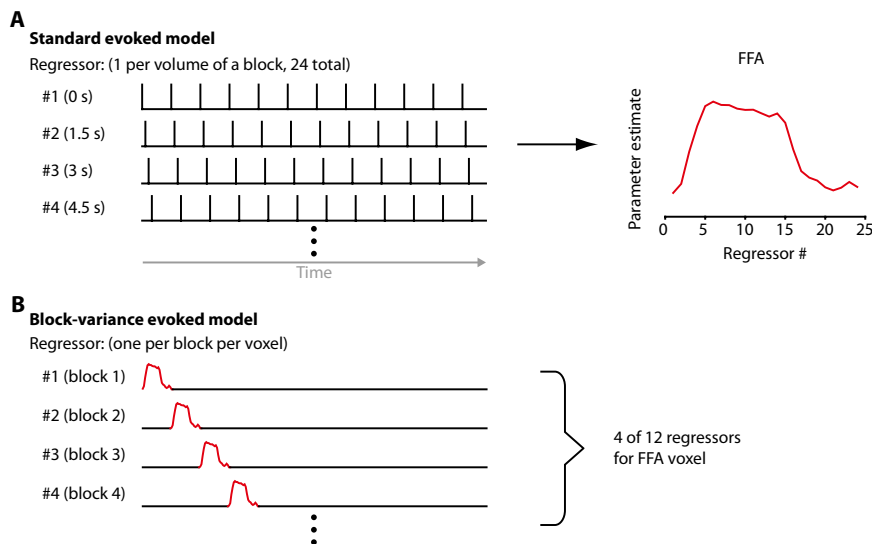 A
Standard evoked model
Regressor: (1 per volume of a block, 24 total)
#1 (0 s)
#2 (1.5 s)
#3 (3 s)
#4 (4.5 s)
Time
FFA
Parameter estimate
0 5 10 15 20 25
Regressor #
B
Block-variance evoked model
Regressor: (one per block per voxel)
#1 (block 1)
#2 (block 2)
#3 (block 3)
#4 (block 4)
4 of 12 regressors
for FFA voxel